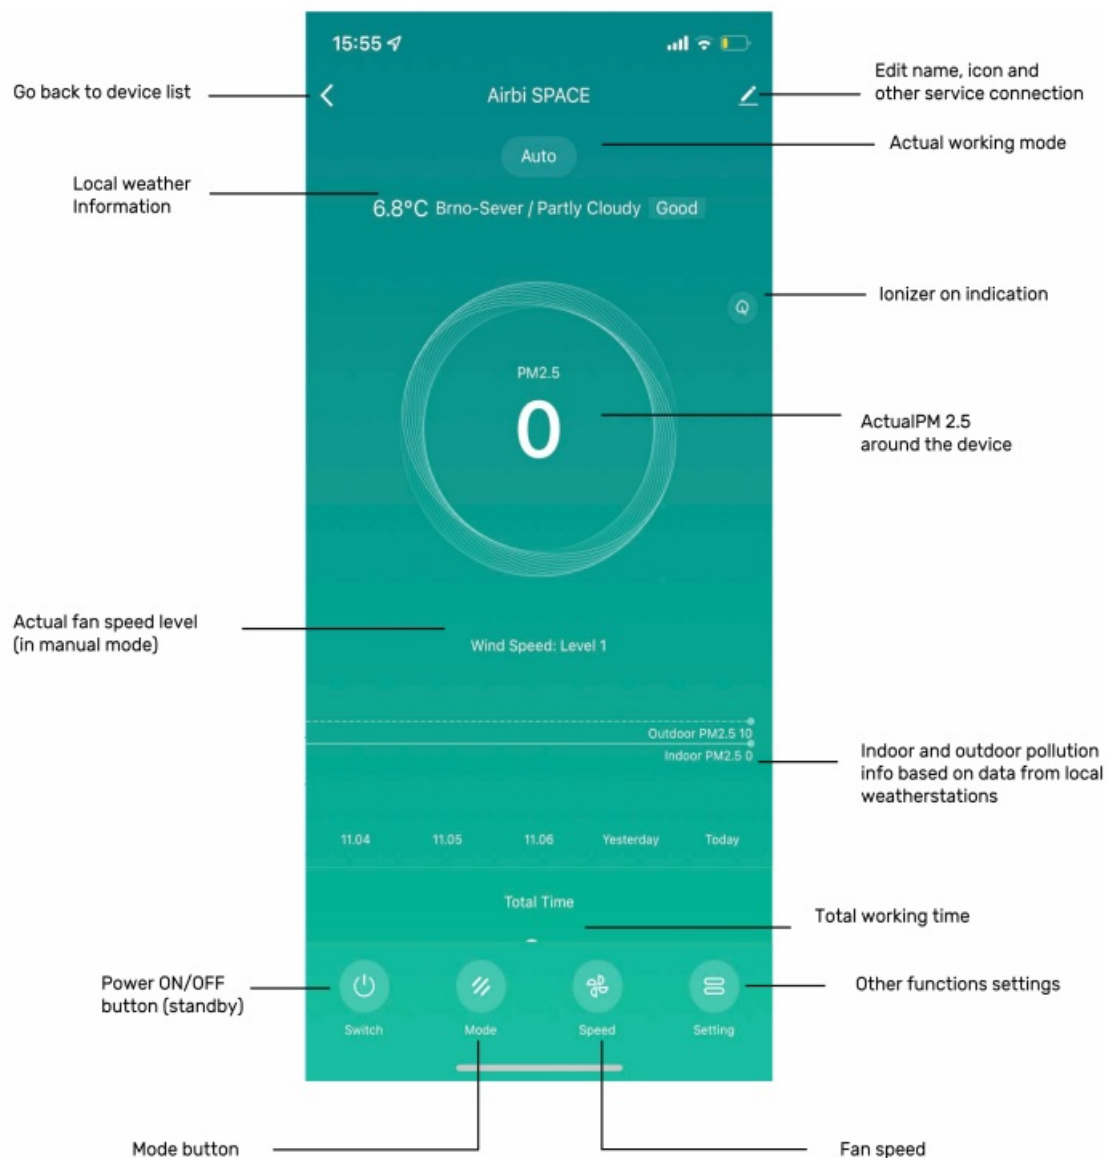 15:55
Go back to device list
Airbi SPACE
Edit name, icon and
other service connection
Auto
Actual working mode
Local weather
Information
6.8°C Brno-Sever / Partly Cloudy Good
Ionizer on indication
PM2.5
0
ActualPM 2.5
around the device
Actual fan speed level
(in manual mode)
Wind Speed: Level 1
Outdoor PM2.5 10
Indoor PM2.5 0
Indoor and outdoor pollution
info based on data from local
weatherstations
11.04 11.05 11.06 Yesterday Today
Total Time
Total working time
Power ON/OFF
button (standby)
Other functions settings
Switch Mode Speed Setting
Mode button
Fan speed